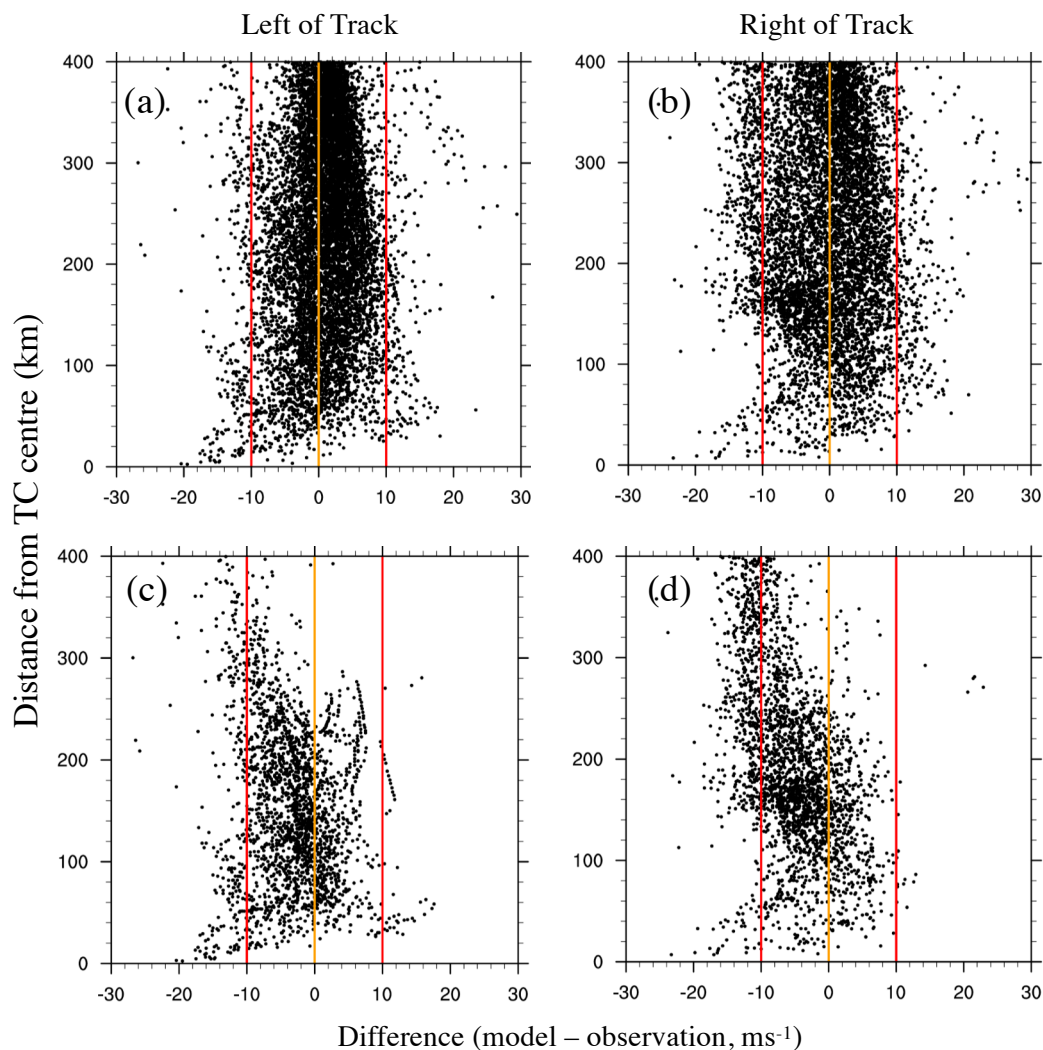 Left of Track
Right of Track
(a)
(b)
400
300
200
100
0
-30 -20 -10 0 10 20 30
400
300
200
100
0
-30 -20 -10 0 10 20 30
Distance from TC centre (km)
(c)
(d)
400
300
200
100
0
-30 -20 -10 0 10 20 30
400
300
200
100
0
-30 -20 -10 0 10 20 30
Difference (model – observation, ms-1)